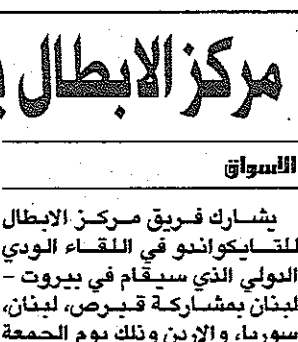 مركز الابطال
الاسواق
يشارك فريق مركز الابطال
للتايكواندو في اللقاء الودي
الدولي الذي سيقام في بيروت –
لبنان بمشاركة قبرص، لبنان،
سوريا، والاردن وذلك يوم الجمعة